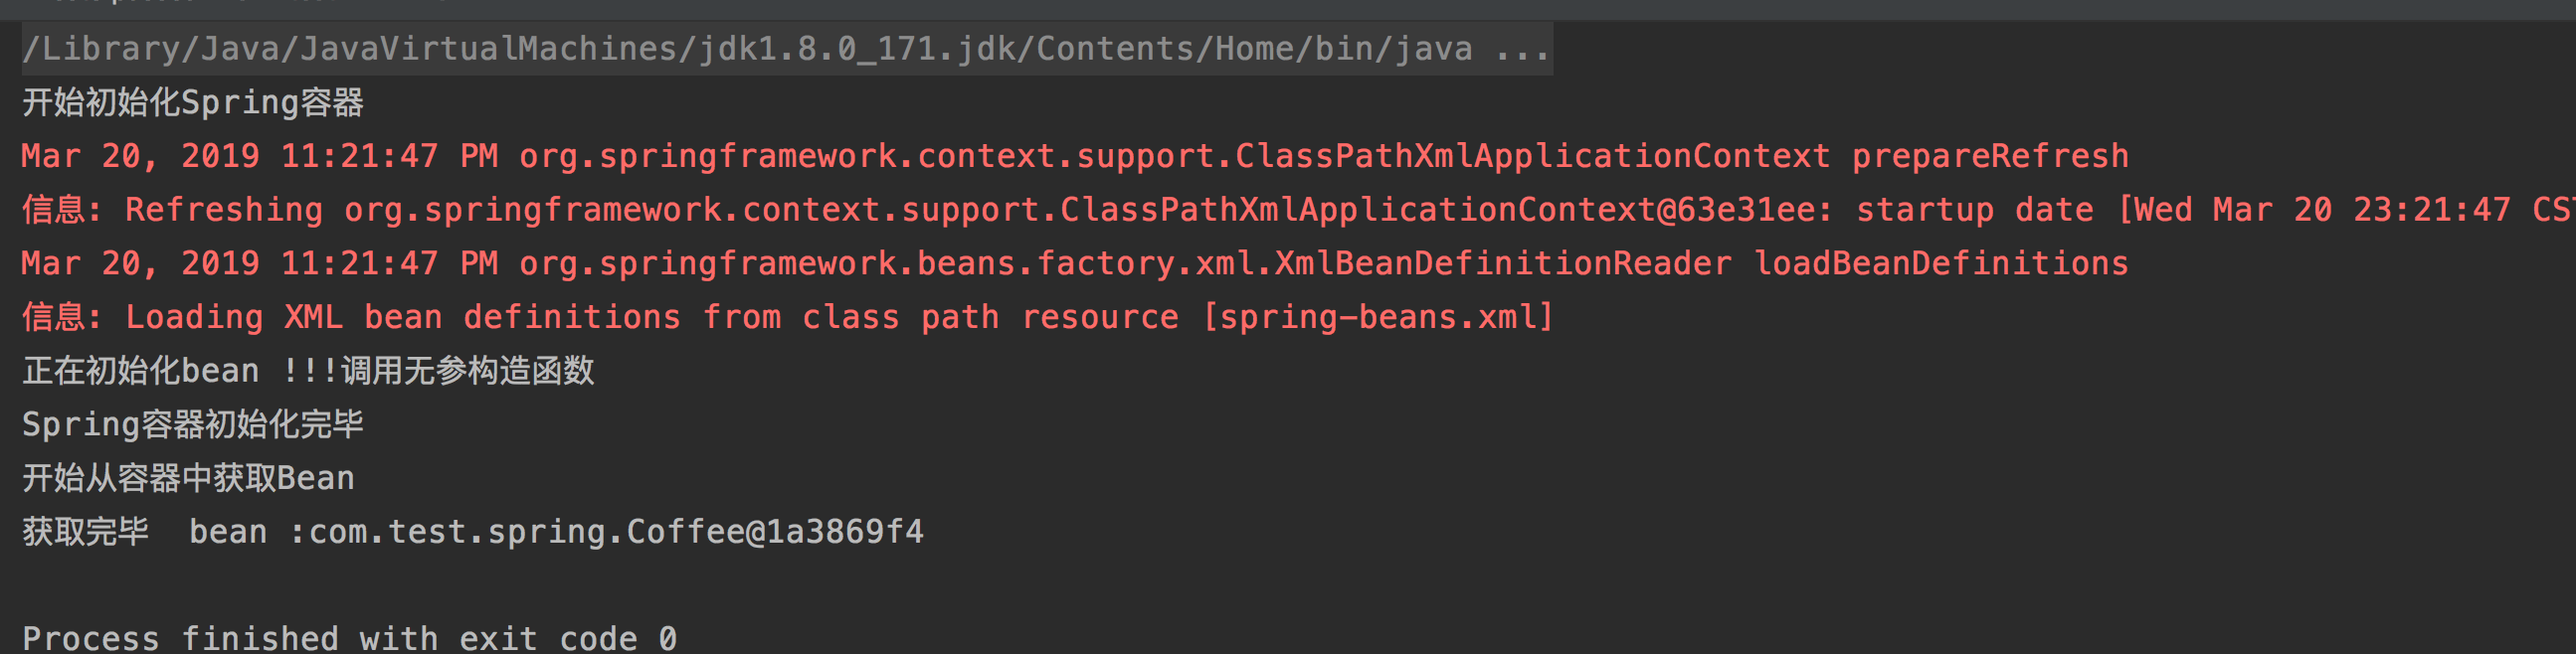 /Library/Java/JavaVirtualMachines/jdk1.8.0_171.jdk/Contents/Home/bin/java ...
开始初始化Spring容器
Mar 20, 2019 11:21:47 PM org.springframework.context.support.ClassPathXmlApplicationContext prepareRefresh
信息: Refreshing org.springframework.context.support.ClassPathXmlApplicationContext@63e31ee: startup date [Wed Mar 20 23:21:47 CS
Mar 20, 2019 11:21:47 PM org.springframework.beans.factory.xml.XmlBeanDefinitionReader loadBeanDefinitions
信息: Loading XML bean definitions from class path resource [spring-beans.xml]
正在初始化bean !!!调用无参构造函数
Spring容器初始化完毕
开始从容器中获取Bean
获取完毕  bean :com.test.spring.Coffee@1a3869f4
Process finished with exit code 0